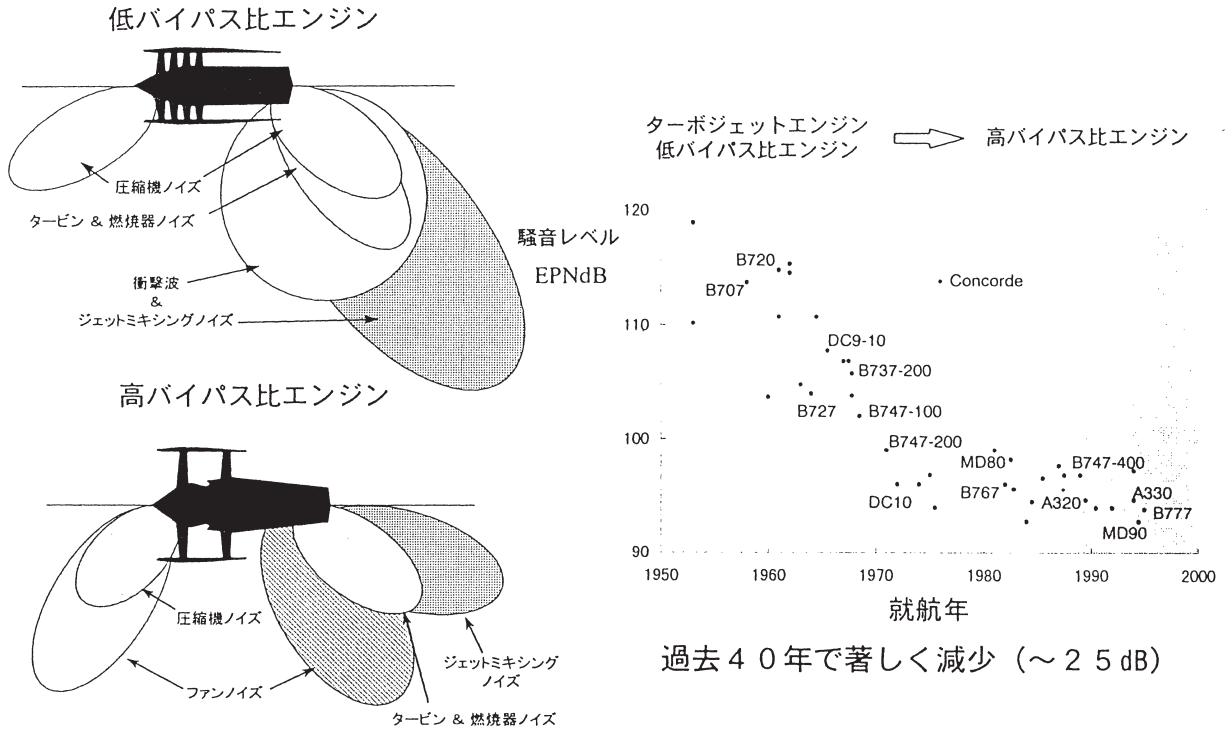 低バイパス比エンジン
圧縮機ノイズ
タービン & 燃焼器ノイズ
衝撃波
&
ジェットミキシングノイズ
高バイパス比エンジン
圧縮機ノイズ
ファンノイズ
ジェットミキシング
ノイズ
タービン & 燃焼器ノイズ
ターボジェットエンジン
低バイパス比エンジン
高バイパス比エンジン
騒音レベル
EPNdB
120
110
100
90
B720
B707
Concorde
DC9-10
B737-200
B727
B747-100
B747-200
MD80
B747-400
DC10
B767
A320
A330
B777
MD90
1950
1960
1970
1980
1990
2000
就航年
過去４０年で著しく減少（～２５dB）